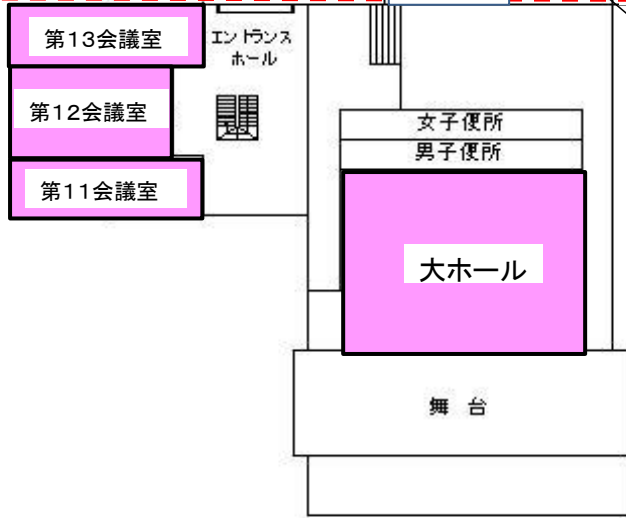 第13会議室
エントランス
ホール
第12会議室
女子便所
男子便所
第11会議室
大ホール
舞台